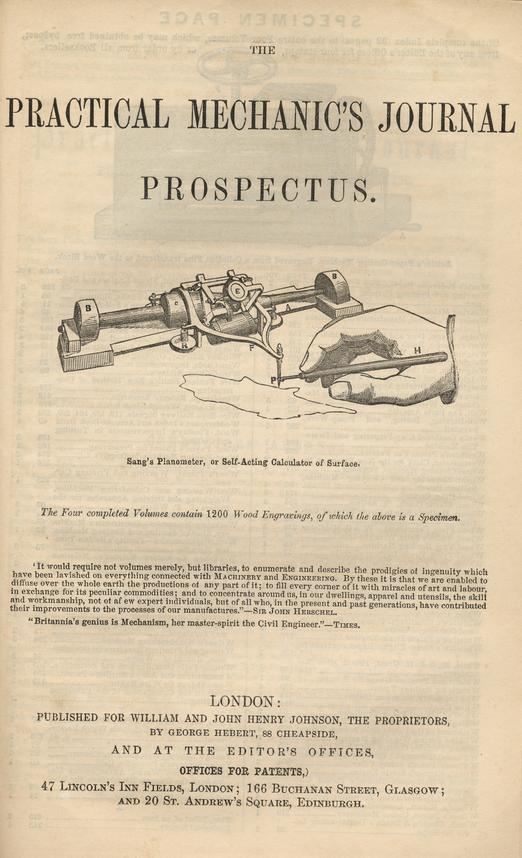 THE
PRACTICAL MECHANIC'S JOURNAL
PROSPECTUS.
B
C
E
A
B
R
F
P
H
Sang's Planometer, or Self-Acting Calculator of Surface.
The Four completed Volumes contain 1200 Wood Engravings, of which the above is a Specimen.
'It would require not volumes merely, but libraries, to enumerate and describe the prodigies of ingenuity which
have been lavished on everything connected with MACHINERY and ENGINEERING. By these it is that we are enabled to
diffuse over the whole earth the productions of any part of it; to fill every corner of it with miracles of art and labour,
in exchange for its peculiar commodities; and to concentrate around us, in our dwellings, apparel and utensils, the skill
and workmanship, not of af ew expert individuals, but of all who, in the present and past generations, have contributed
their improvements to the processes of our manufactures."—SIR JOHN HERSCHEL.
"Britannia's genius is Mechanism, her master-spirit the Civil Engineer."—TIMES.
LONDON:
PUBLISHED FOR WILLIAM AND JOHN HENRY JOHNSON, THE PROPRIETORS,
BY GEORGE HEBERT, 88 CHEAPSIDE,
AND AT THE EDITOR'S OFFICES,
OFFICES FOR PATENTS,)
47 LINCOLN'S INN FIELDS, LONDON; 166 BUCHANAN STREET, GLASGOW;
AND 20 ST. ANDREW'S SQUARE, EDINBURGH.